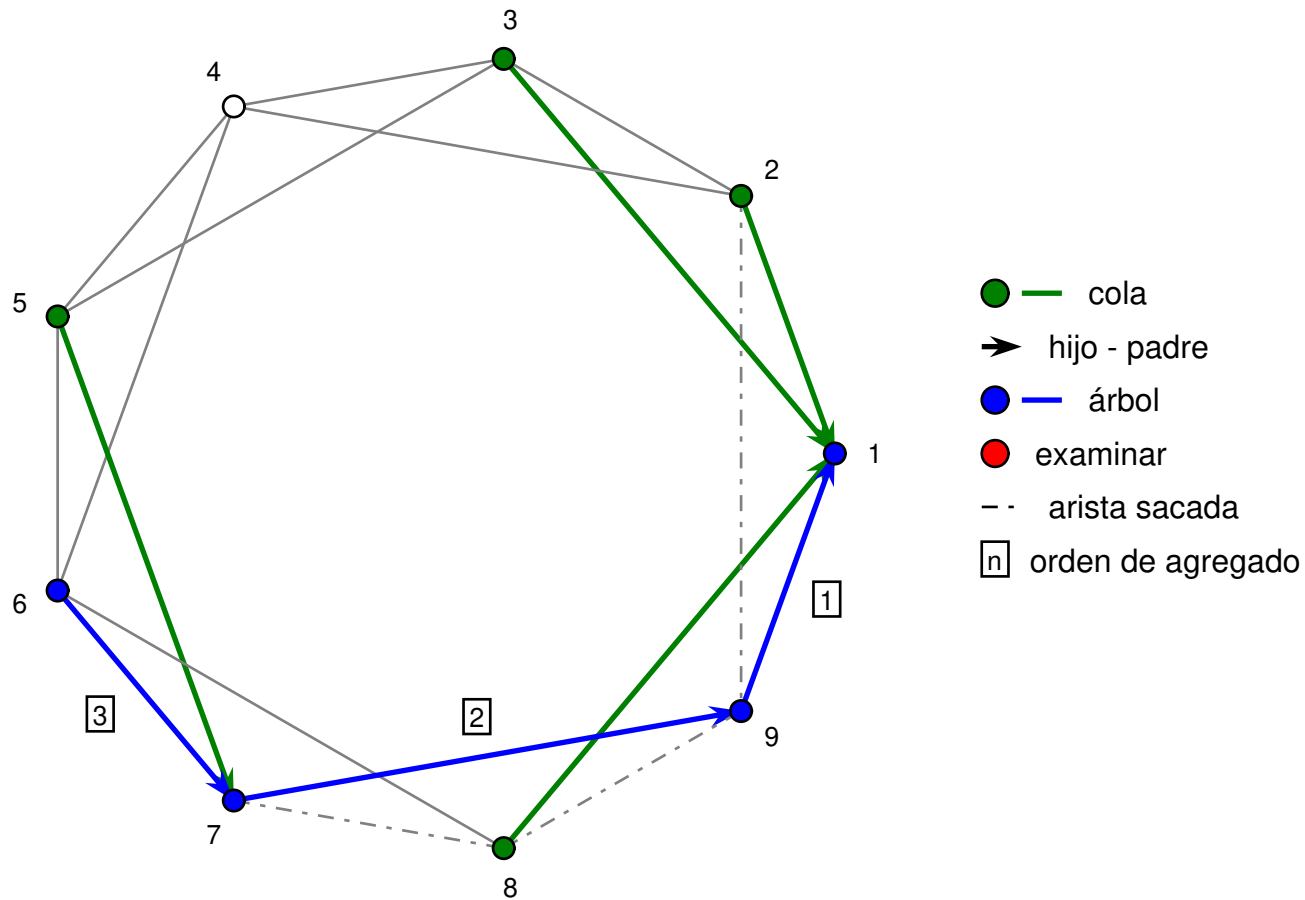 3
4
2
5
1
6
1
3
2
9
7
8
cola
hijo - padre
árbol
examinar
arista sacada
n orden de agregado